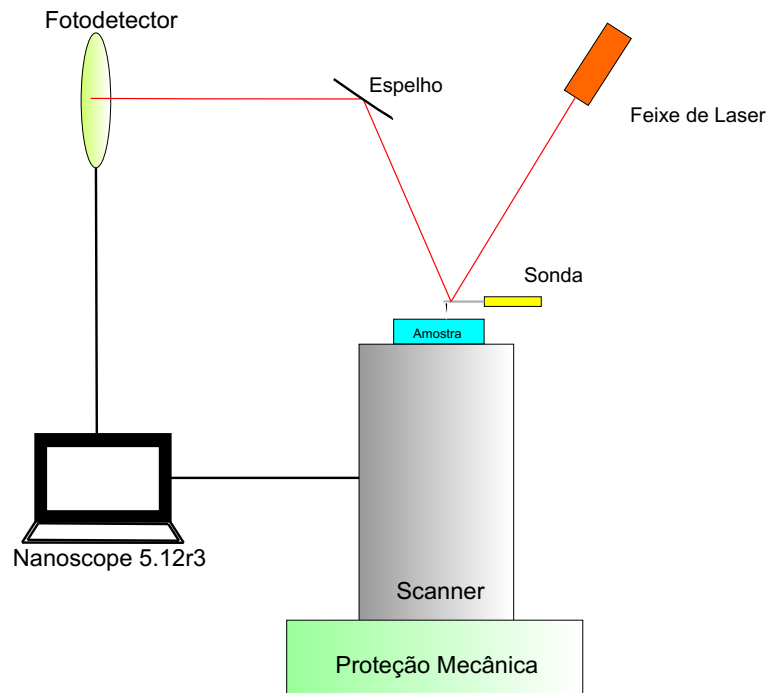 Fotodetector
Espelho
Feixe de Laser
Sonda
Amostra
Nanoscope 5.12r3
Scanner
Proteção Mecânica